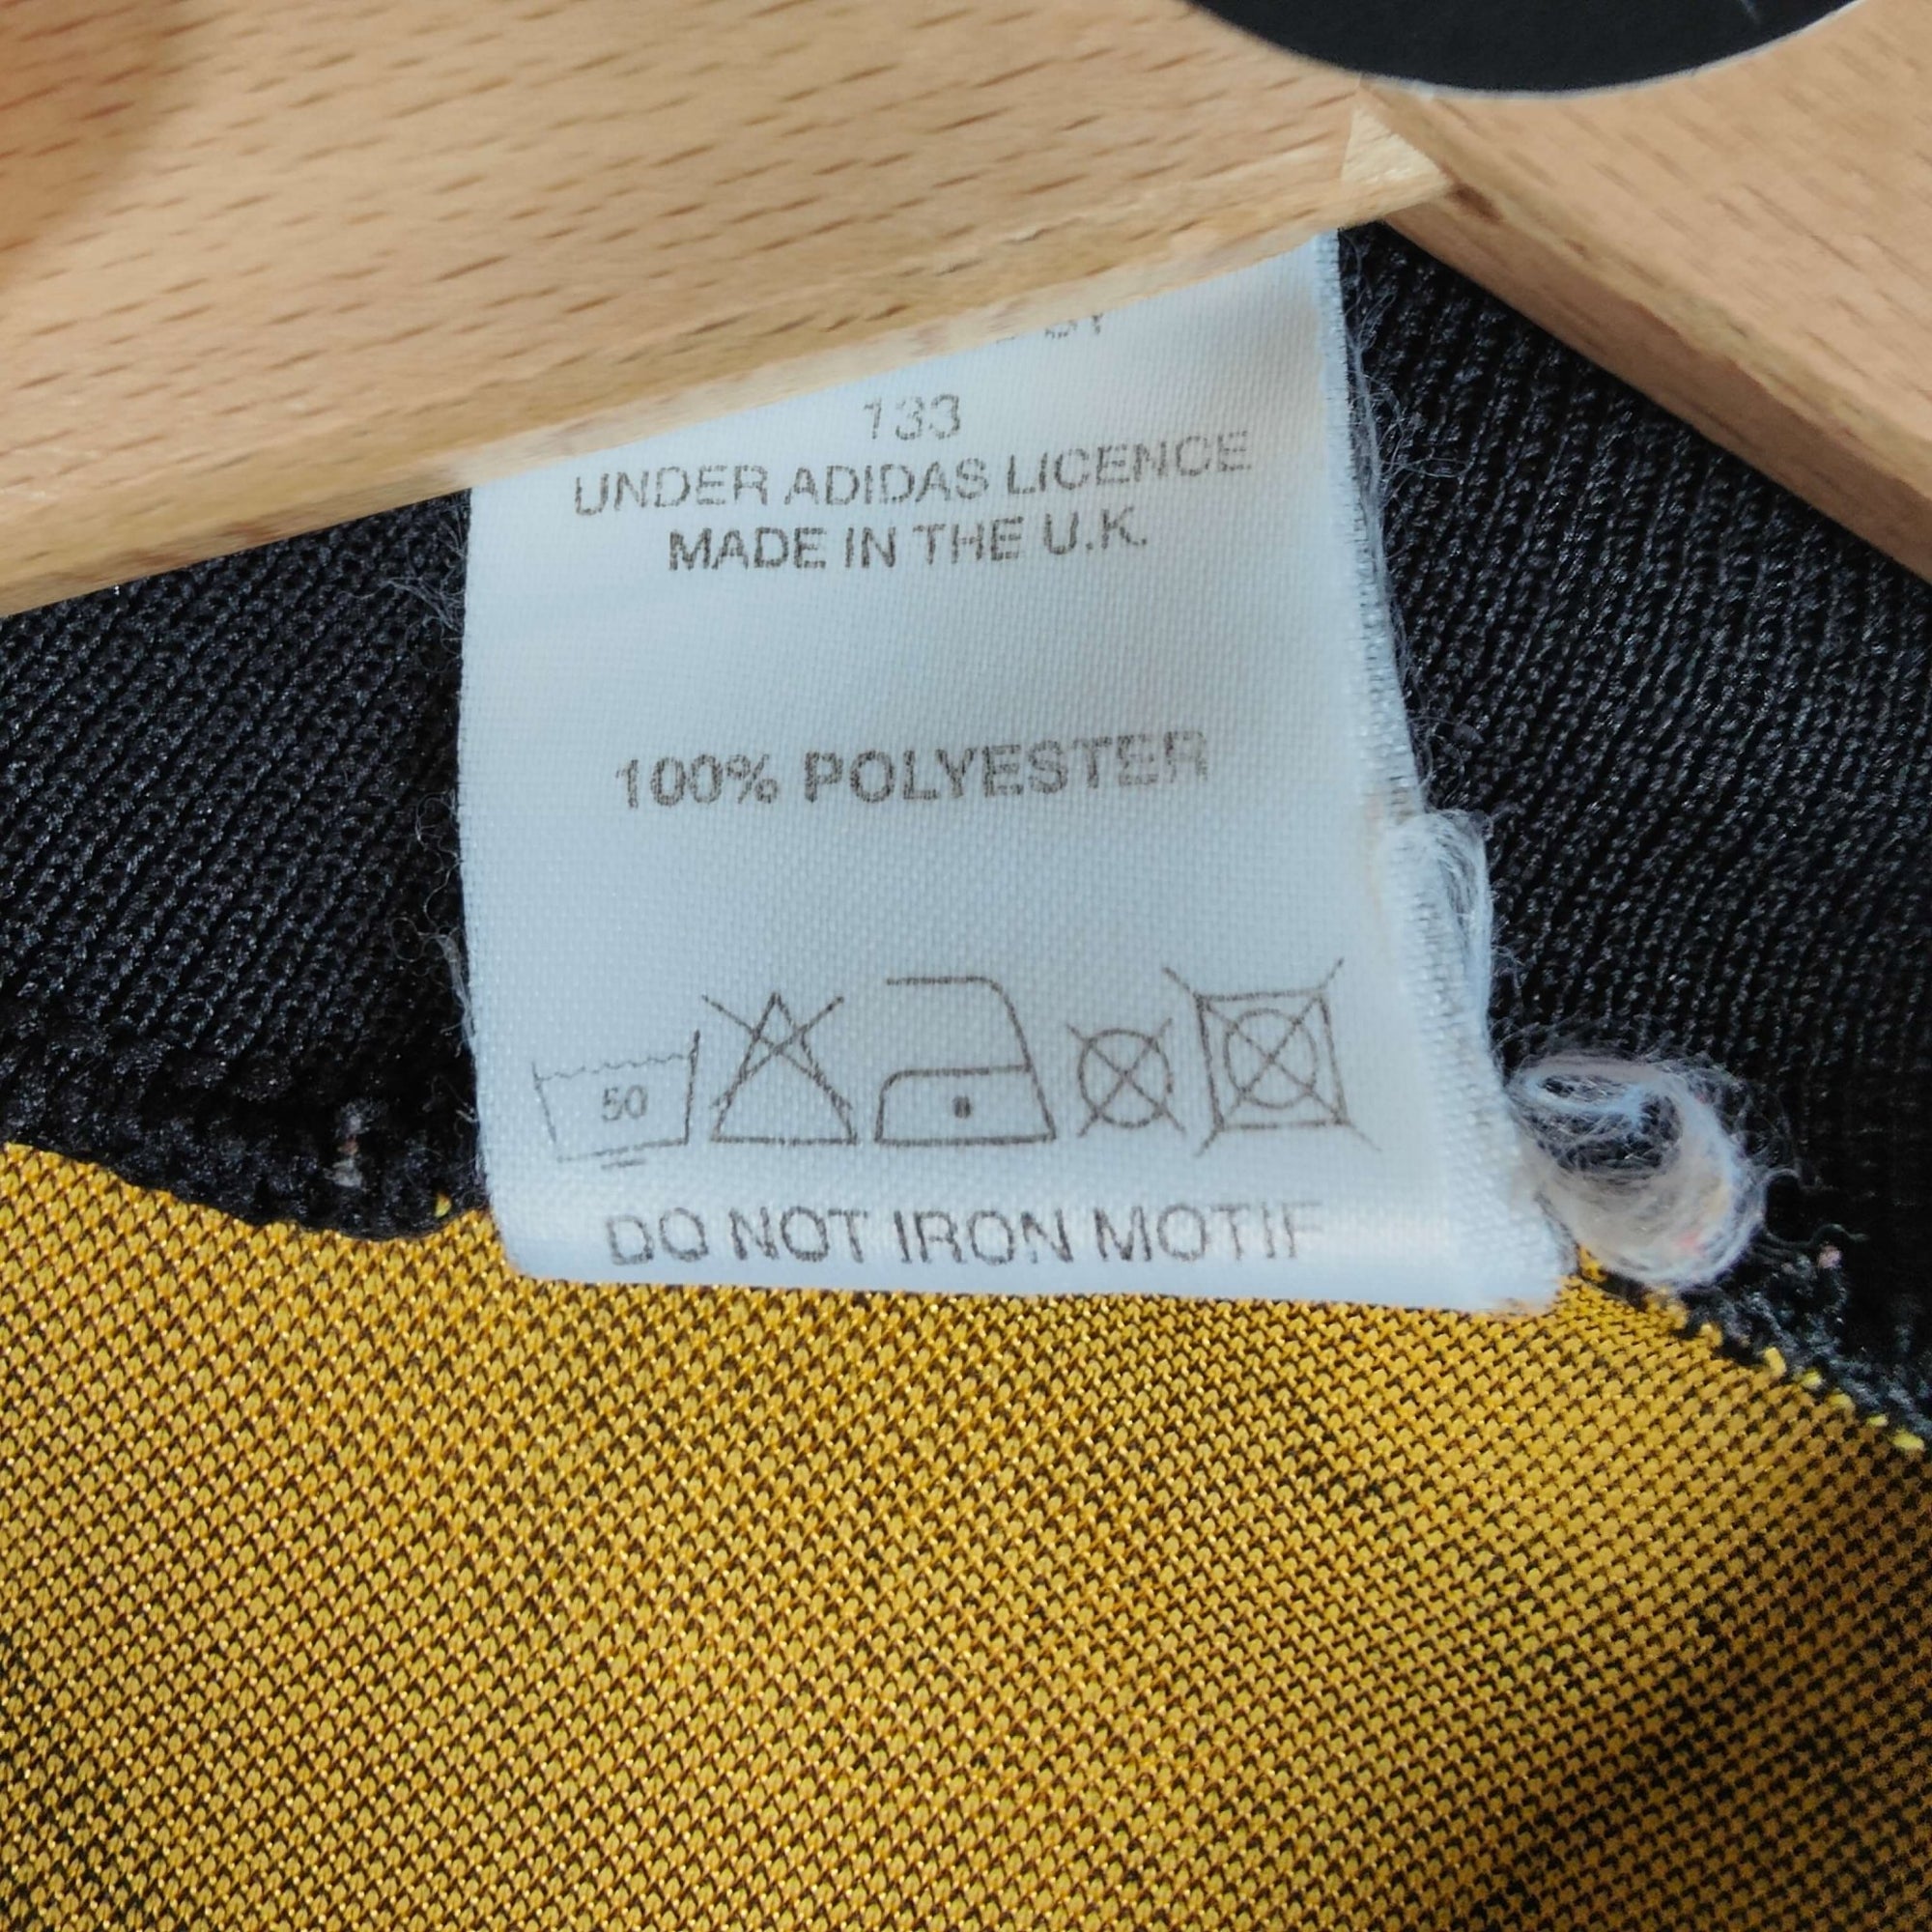 133
UNDER ADIDAS LICENCE
MADE IN THE U.K.
100% POLYESTER
50
DO NOT IRON MOTIF